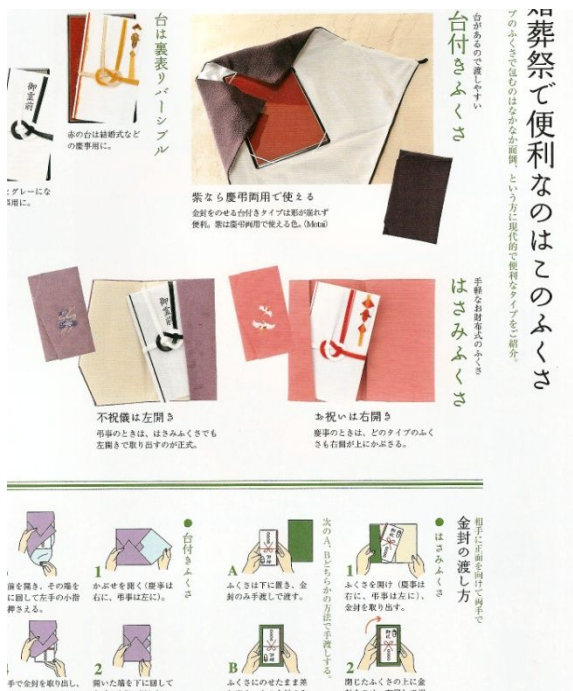 婚葬祭で便利なのはこのふくさ
プのふくさで包むのはなかなか面倒、という方に現代的で便利なタイプをご紹介。
台があるので渡しやすい
台付きふくさ
紫なら慶弔両用で使える
金封をのせる台付きタイプは形が崩れず
便利。紫は慶弔両用で使える色。(Motai)
台は裏表リバーシブル
赤の台は結婚式など
の慶事用に。
御霊前
とグレーにな
事用に。
手軽なお財布式のふくさ
はさみふくさ
お祝いは右開き
慶事のときは、どのタイプのふく
さも右側が上にかぶさる。
御霊前
不祝儀は左開き
弔事のときは、はさみふくさでも
左開きで取り出すのが正式。
相手に正面を向けて両手で
金封の渡し方
●はさみふくさ
1
ふくさを開け(慶事は
右に、弔事は左に)、
金封を取り出す。
2
閉じたふくさの上に金
次のA、Bどちらかの方法で手渡しする。
A
ふくさは下に置き、金
封のみ手渡しで渡す。
B
ふくさにのせたまま差
●台付きふくさ
1
かぶせを開く(慶事は
右に、弔事は左に)。
2
開いた端を下に回して
端を開き、その端を
に回して左手の小指
押さえる。
手で金封を取り出し、